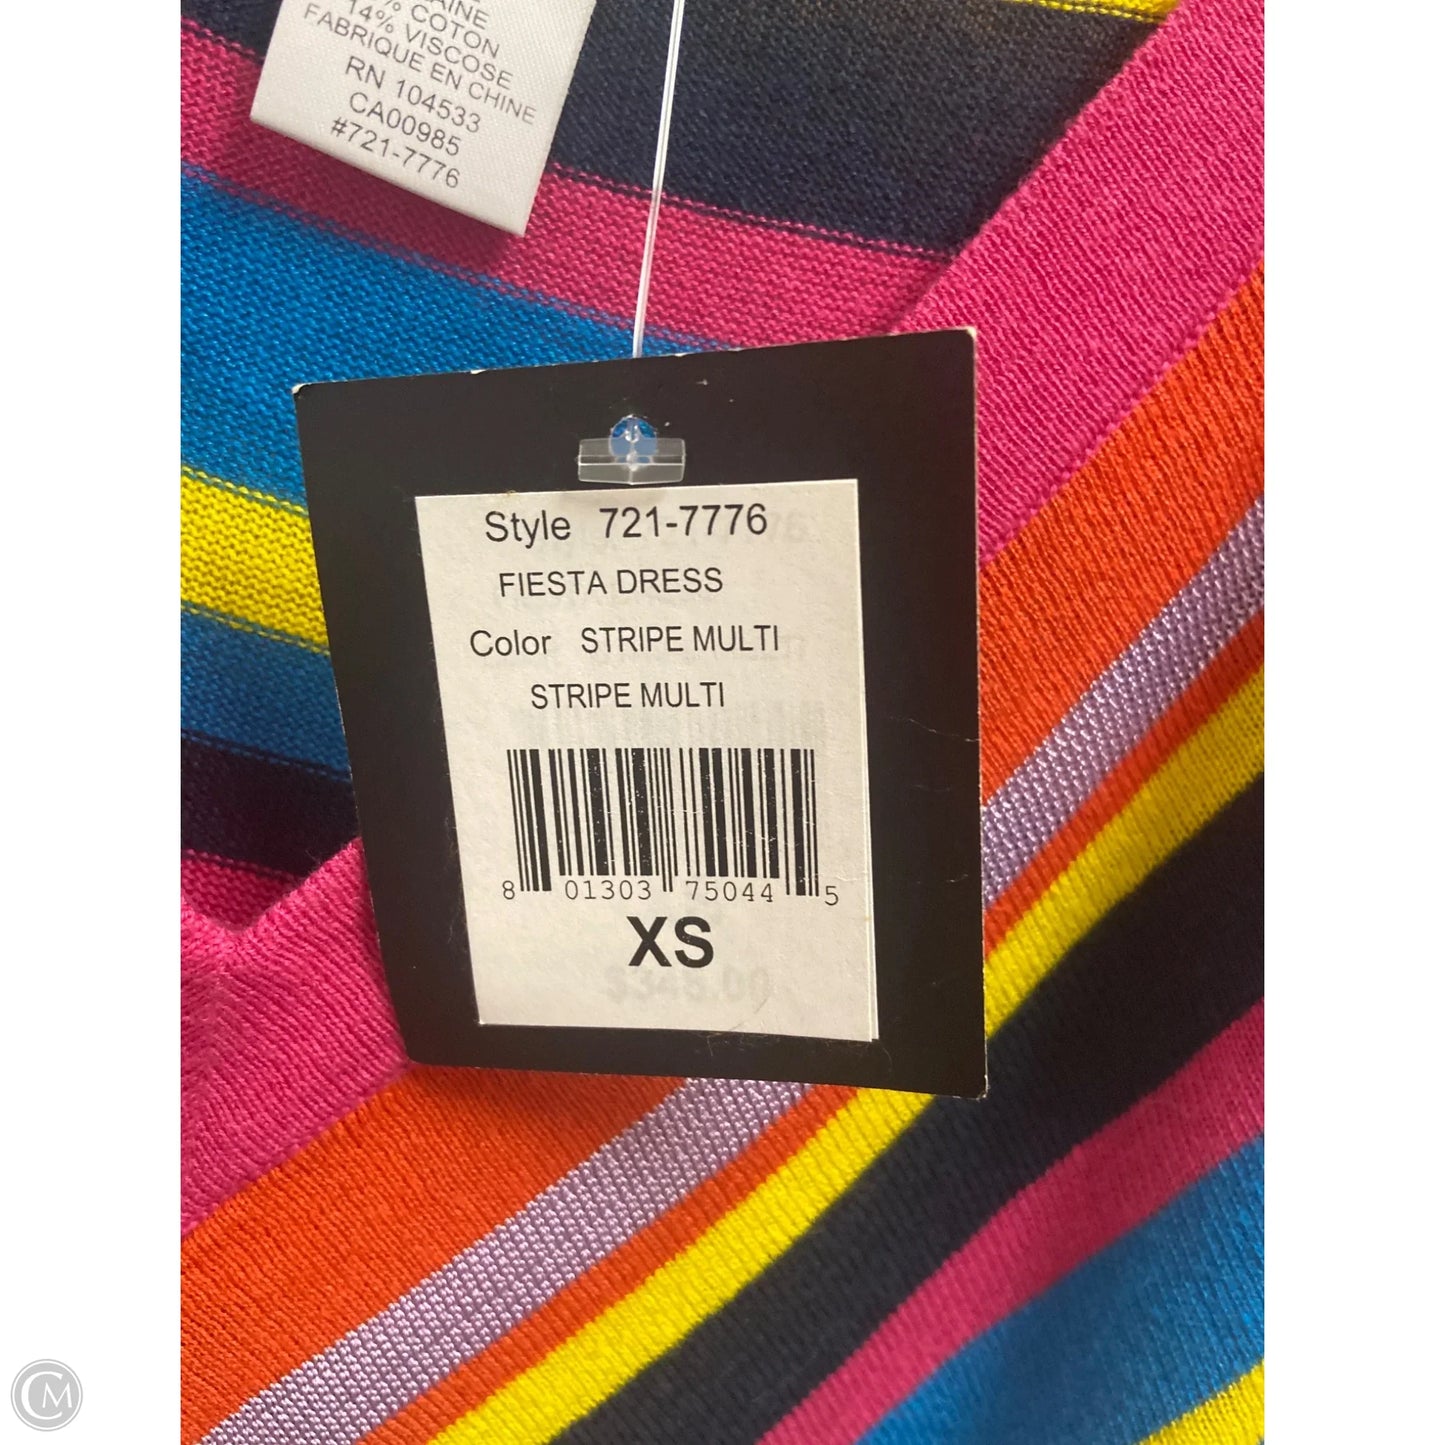 % COTON
14% VISCOSE
FABRIQUE EN CHINE
RN 104533
CA00985
#721-7776
Style 721-7776
FIESTA DRESS
Color STRIPE MULTI
STRIPE MULTI
8 01303 75044 5
XS
CM